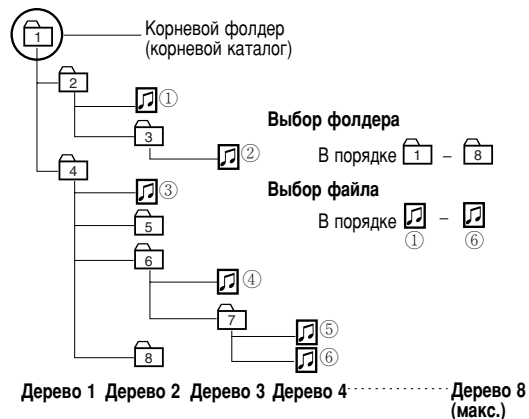 1
Корневой фолдер
(корневой каталог)
2
①
3
②
4
③
5
6
④
7
⑤
⑥
8
Выбор фолдера
В порядке 1 – 8
Выбор файла
В порядке –
① ⑥
Дерево 1 Дерево 2 Дерево 3 Дерево 4 Дерево 8
(макс.)